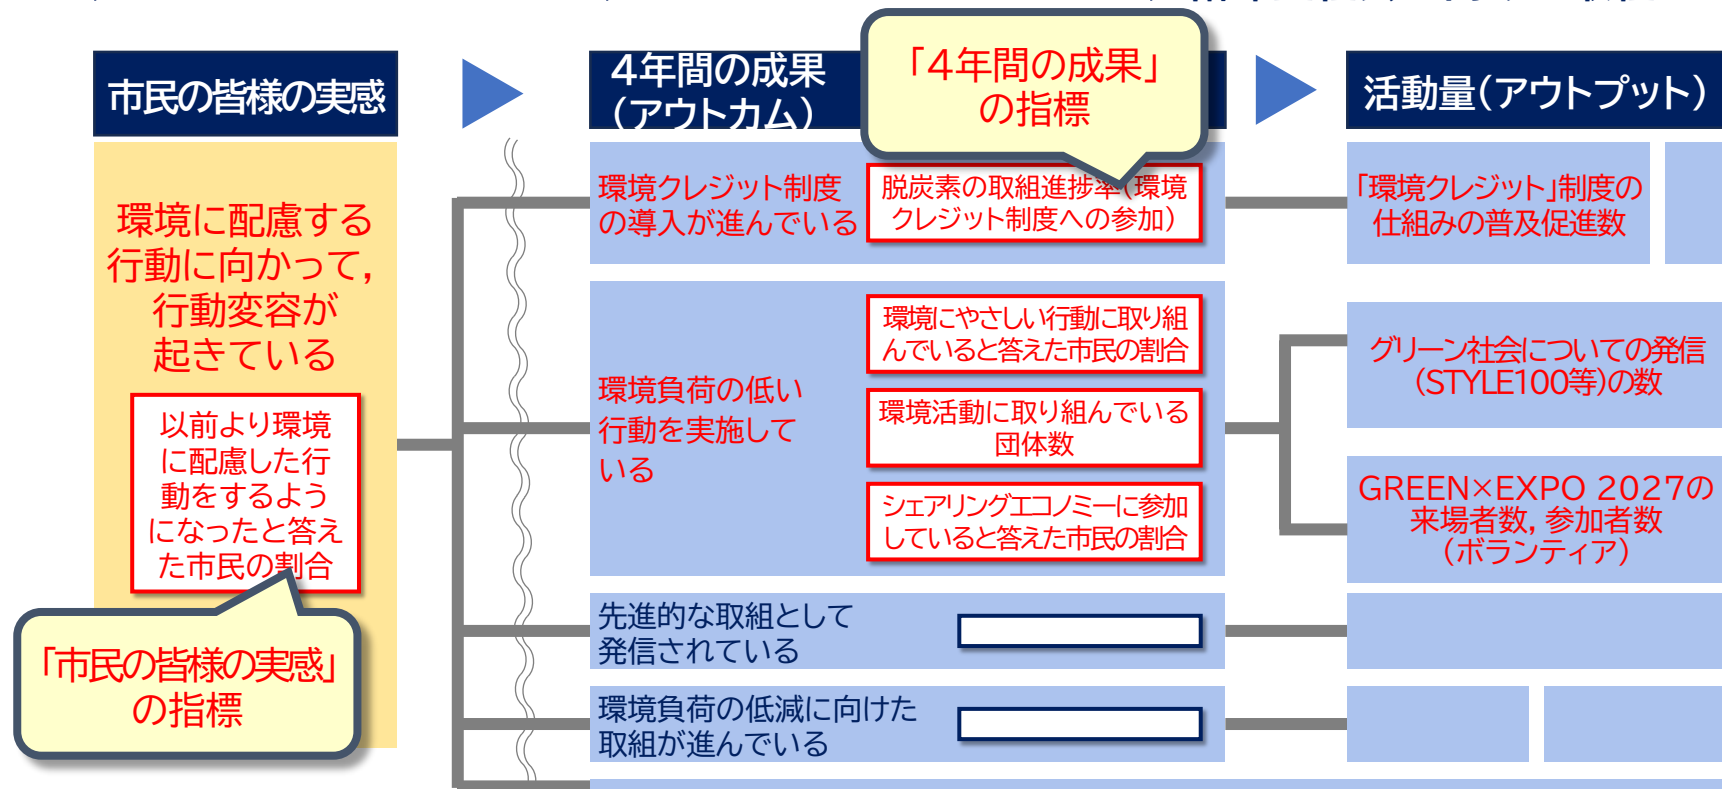 市民の皆様の実感
4年間の成果
（アウトカム）
「4年間の成果」
の指標
活動量（アウトプット）
環境に配慮する
行動に向かって，
行動変容が
起きている
以前より環境
に配慮した行
動をするよう
になったと答え
た市民の割合
「市民の皆様の実感」
の指標
環境クレジット制度
の導入が進んでいる
脱炭素の取組進捗率（環境
クレジット制度への参加）
「環境クレジット」制度の
仕組みの普及促進数
環境負荷の低い
行動を実施して
いる
環境にやさしい行動に取り組
んでいると答えた市民の割合
環境活動に取り組んでいる
団体数
シェアリングエコノミーに参加
していると答えた市民の割合
グリーン社会についての発信
（STYLE100等）の数
GREEN×EXPO 2027の
来場者数，参加者数
（ボランティア）
先進的な取組として
発信されている
環境負荷の低減に向けた
取組が進んでいる